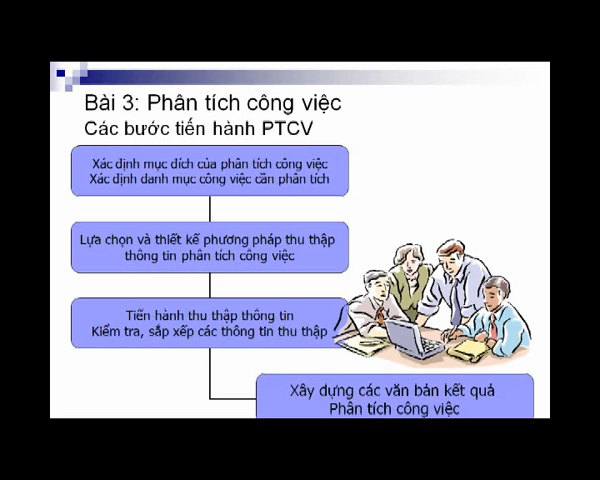 Bài 3: Phân tích công việc
Các bước tiến hành PTCV
Xác định mục đích của phân tích công việc
Xác định danh mục công việc cần phân tích
Lựa chọn và thiết kế phương pháp thu thập
thông tin phân tích công việc
Tiến hành thu thập thông tin
Kiểm tra, sắp xếp các thông tin thu thập
Xây dựng các văn bản kết quả
Phân tích công việc